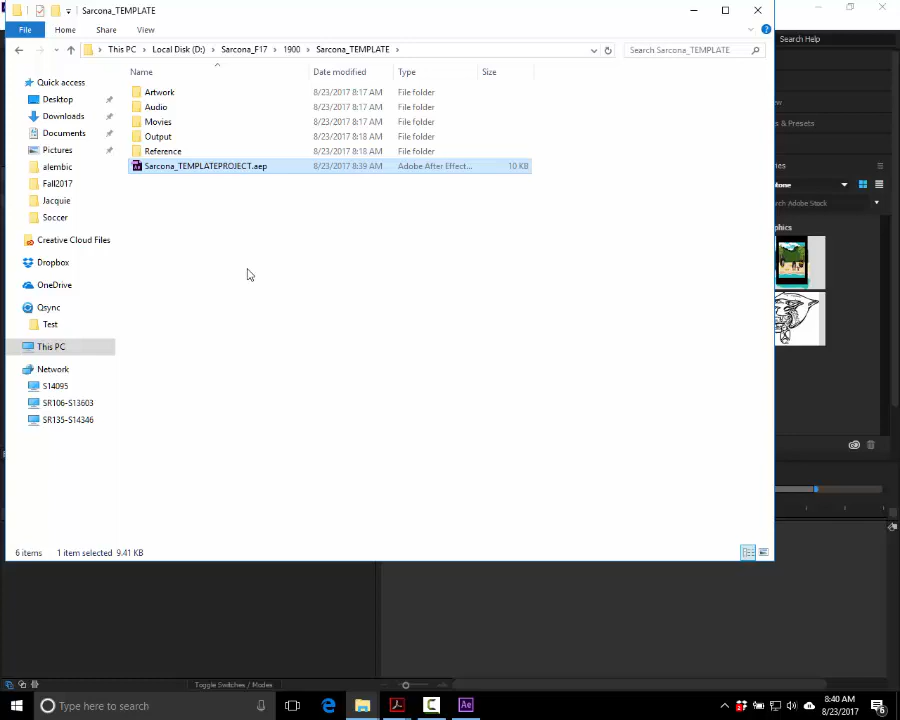 Sarcona_TEMPLATE
File Home Share View
This PC Local Disk (D:) Sarcona_F17 1900 Sarcona_TEMPLATE Search Sarcona_TEMPLATE
Search Help
Name Date modified Type Size
Quick access
Desktop
Downloads
Documents
Pictures
alembic
Fall2017
Jacquie
Soccer
Creative Cloud Files
Dropbox
OneDrive
Qsync
Test
This PC
Network
S14095
SR106-S13603
SR135-S14346
Artwork 8/23/2017 8:17 AM File folder
Audio 8/23/2017 8:17 AM File folder
Movies 8/23/2017 8:17 AM File folder
Output 8/23/2017 8:18 AM File folder
Reference 8/23/2017 8:18 AM File folder
Sarcona_TEMPLATEPROJECT.aep 8/23/2017 8:39 AM Adobe After Effect... 10 KB
& Presets
Adobe Stock
6 items 1 item selected 9.41 KB
Toggle Switches / Modes
Type here to search
Ae
8:40 AM
8/23/2017
6